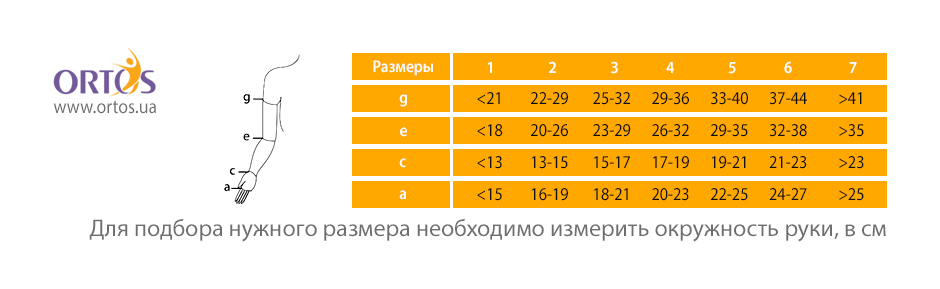 ORTOS
www.ortos.ua
g
e
c
a
Размеры 1 2 3 4 5 6 7
g <21 22-29 25-32 29-36 33-40 37-44 >41
e <18 20-26 23-29 26-32 29-35 32-38 >35
c <13 13-15 15-17 17-19 19-21 21-23 >23
a <15 16-19 18-21 20-23 22-25 24-27 >25
Для подбора нужного размера необходимо измерить окружность руки, в см